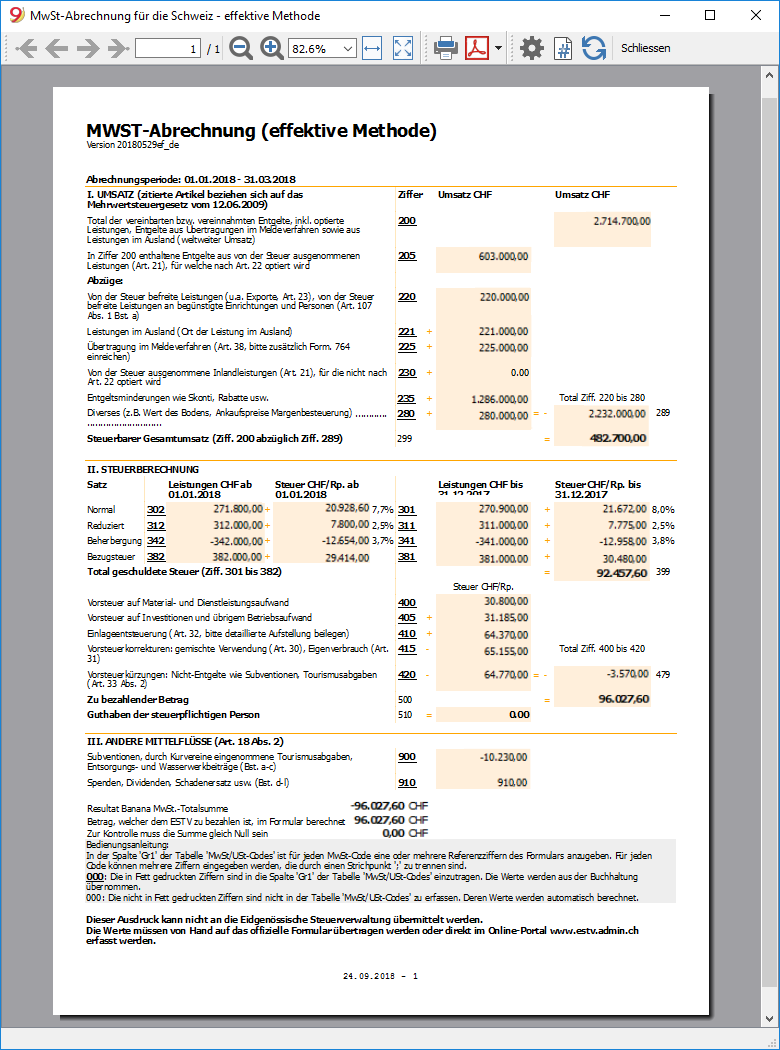 MwSt-Abrechnung für die Schweiz - effektive Methode
1 / 1 82.6% Schliessen
MWST-Abrechnung (effektive Methode)
Version 20180529ef_de
Abrechnungsperiode: 01.01.2018 - 31.03.2018
I. UMSATZ (zitierte Artikel beziehen sich auf das Ziffer Umsatz CHF Umsatz CHF
Mehrwertsteuergesetz vom 12.06.2009)
Total der vereinbarten bzw. vereinnahmten Entgelte, inkl. optierte 200 2.714.700,00
Leistungen, Entgelte aus Übertragungen im Meldeverfahren sowie aus
Leistungen im Ausland (weltweiter Umsatz)
In Ziffer 200 enthaltene Entgelte aus von der Steuer ausgenommenen 205 603.000,00
Leistungen (Art. 21), für welche nach Art. 22 optiert wird
Abzüge:
Von der Steuer befreite Leistungen (u.a. Exporte, Art. 23), von der Steuer 220 220.000,00
befreite Leistungen an begünstigte Einrichtungen und Personen (Art. 107
Abs. 1 Bst. a)
Leistungen im Ausland (Ort der Leistung im Ausland) 221 + 221.000,00
Übertragung im Meldeverfahren (Art. 38, bitte zusätzlich Form. 764 225 + 225.000,00
einreichen)
Von der Steuer ausgenommene Inlandleistungen (Art. 21), für die nicht nach 230 + 0.00
Art. 22 optiert wird
Entgeltsminderungen wie Skonti, Rabatte usw. 235 + 1.286.000,00 Total Ziff. 220 bis 280
Diverses (z.B. Wert des Bodens, Ankaufspreise Margenbesteuerung) ............ 280 + 280.000,00 = - 2.232.000,00 289
............................
Steuerbarer Gesamtumsatz (Ziff. 200 abzüglich Ziff. 289) 299 = 482.700,00
II. STEUERBERECHNUNG
Satz Leistungen CHF ab Steuer CHF/Rp. ab Leistungen CHF bis Steuer CHF/Rp. bis
01.01.2018 01.01.2018 31.12.2017 31.12.2017
Normal 302 271.800,00 + 20.928,60 7,7% 301 270.900,00 + 21.672,00 8,0%
Reduziert 312 312.000,00 + 7.800,00 2,5% 311 311.000,00 + 7.775,00 2,5%
Beherbergung 342 -342.000,00 + -12.654,00 3,7% 341 -341.000,00 + -12.958,00 3,8%
Bezugsteuer 382 382.000,00 + 29.414,00 381 381.000,00 + 30.480.00
Total geschuldete Steuer (Ziff. 301 bis 382) = 92.457,60 399
Steuer CHF/Rp.
Vorsteuer auf Material- und Dienstleistungsaufwand 400 30.800,00
Vorsteuer auf Investitionen und übrigem Betriebsaufwand 405 + 31.185,00
Einlageentsteuerung (Art. 32, bitte detaillierte Aufstellung beilegen) 410 + 64.370,00
Vorsteuerkorrekturen: gemischte Verwendung (Art. 30), Eigenverbrauch (Art. 415 - 65.155,00 Total Ziff. 400 bis 420
31)
Vorsteuerkürzungen: Nicht-Entgelte wie Subventionen, Tourismusabgaben 420 - 64.770,00 = - -3.570,00 479
(Art. 33 Abs. 2)
Zu bezahlender Betrag 500 = 96.027,60
Guthaben der steuerpflichtigen Person 510 = 0.00
III. ANDERE MITTELFLÜSSE (Art. 18 Abs. 2)
Subventionen, durch Kurvereine eingenommene Tourismusabgaben, 900 -10.230,00
Entsorgungs- und Wasserwerkbeiträge (Bst. a-c)
Spenden, Dividenden, Schadenersatz usw. (Bst. d-l) 910 910,00
Resultat Banana MwSt.-Totalsumme -96.027,60 CHF
Betrag, welcher dem ESTV zu bezahlen ist, im Formular berechnet 96.027,60 CHF
Zur Kontrolle muss die Summe gleich Null sein 0,00 CHF
Bedienungsanleitung:
In der Spalte 'Gr1' der Tabelle 'MwSt/USt-Codes' ist für jeden MwSt-Code eine oder mehrere Referenzziffern des Formulars anzugeben. Für jeden
Code können mehrere Ziffern eingegeben werden, die durch einen Strichpunkt ';' zu trennen sind.
000: Die in Fett gedruckten Ziffern sind in die Spalte 'Gr1' der Tabelle 'MwSt/USt-Codes' einzutragen. Die Werte werden aus der Buchhaltung
übernommen.
000: Die nicht in Fett gedruckten Ziffern sind nicht in der Tabelle 'MwSt/USt-Codes' zu erfassen. Deren Werte werden automatisch berechnet.
Dieser Ausdruck kann nicht an die Eidgenössische Steuerverwaltung übermittelt werden.
Die Werte müssen von Hand auf das offizielle Formular übertragen werden oder direkt im Online-Portal www.estv.admin.ch
erfasst werden.
24.09.2018 - 1